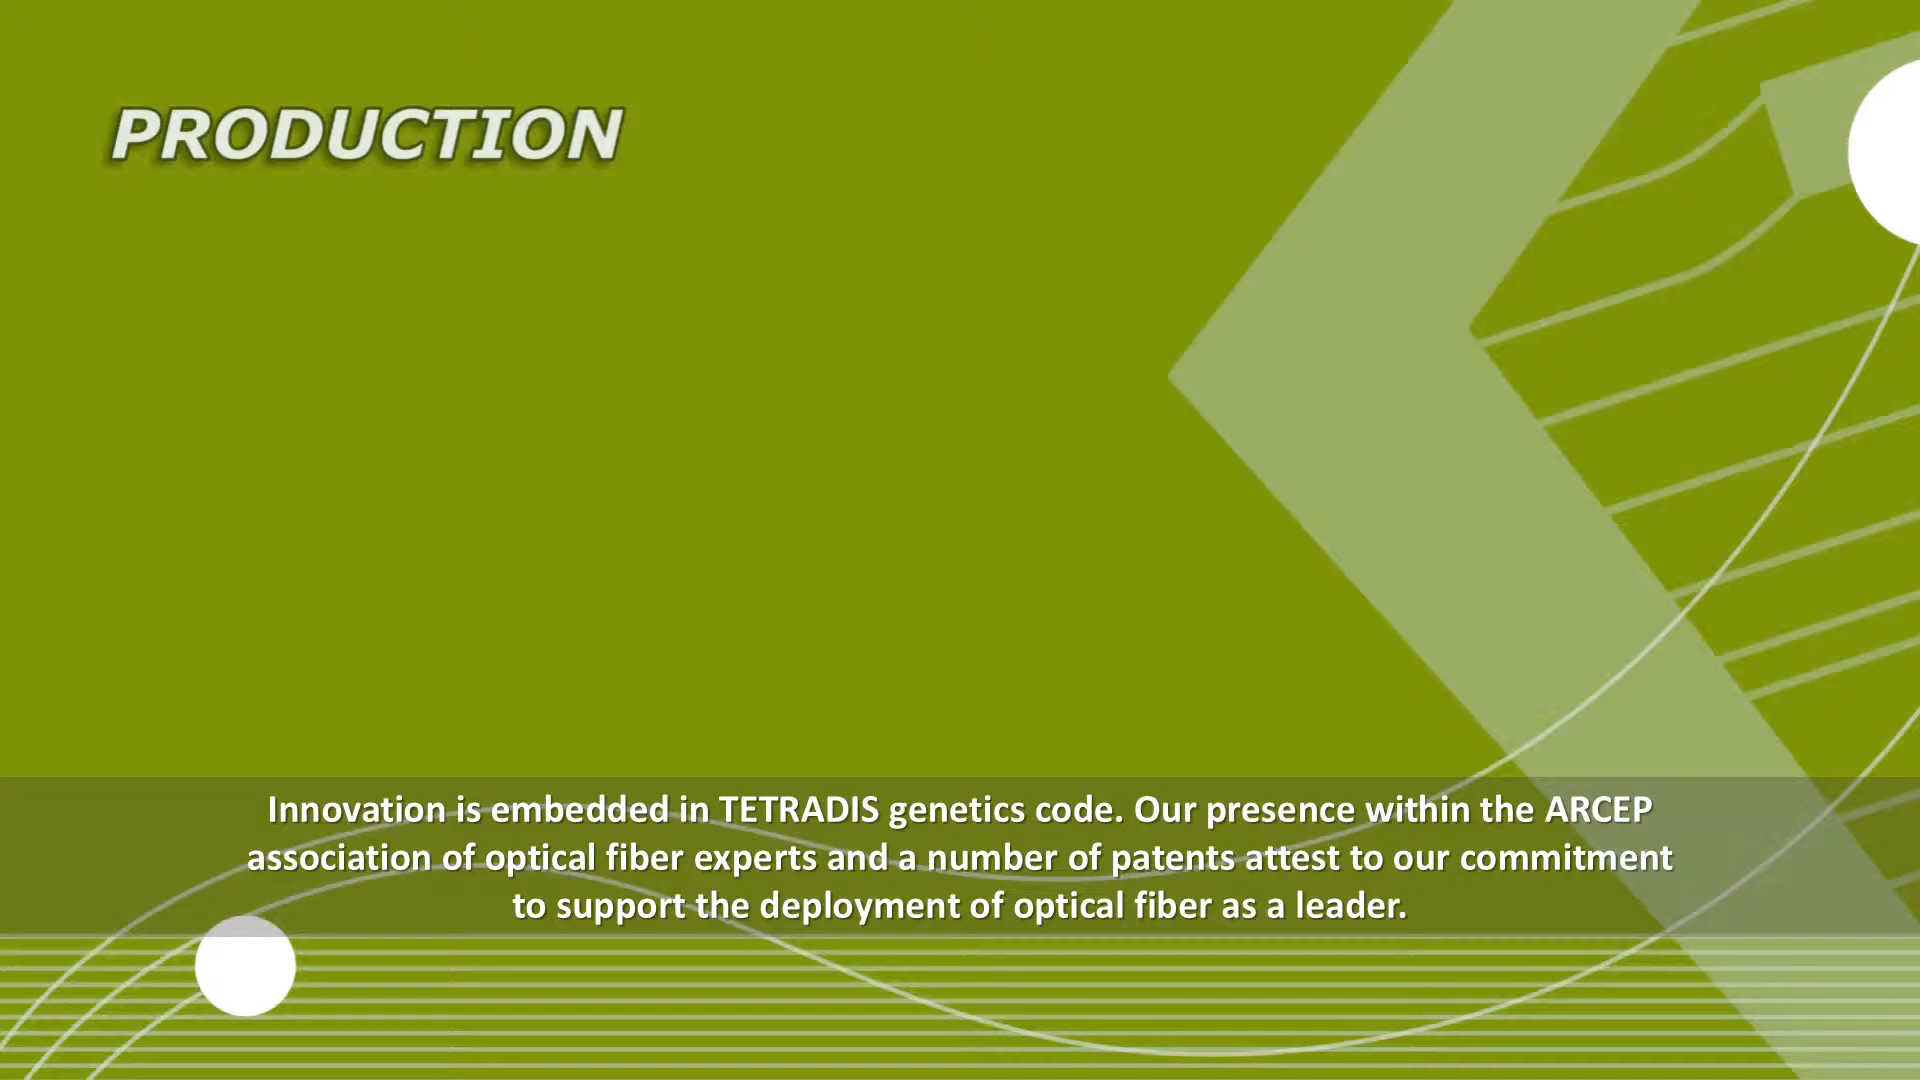 PRODUCTION
Innovation is embedded in TETRADIS genetics code. Our presence within the ARCEP
association of optical fiber experts and a number of patents attest to our commitment
to support the deployment of optical fiber as a leader.